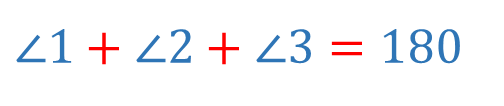 ∠1 + ∠2 + ∠3 = 180